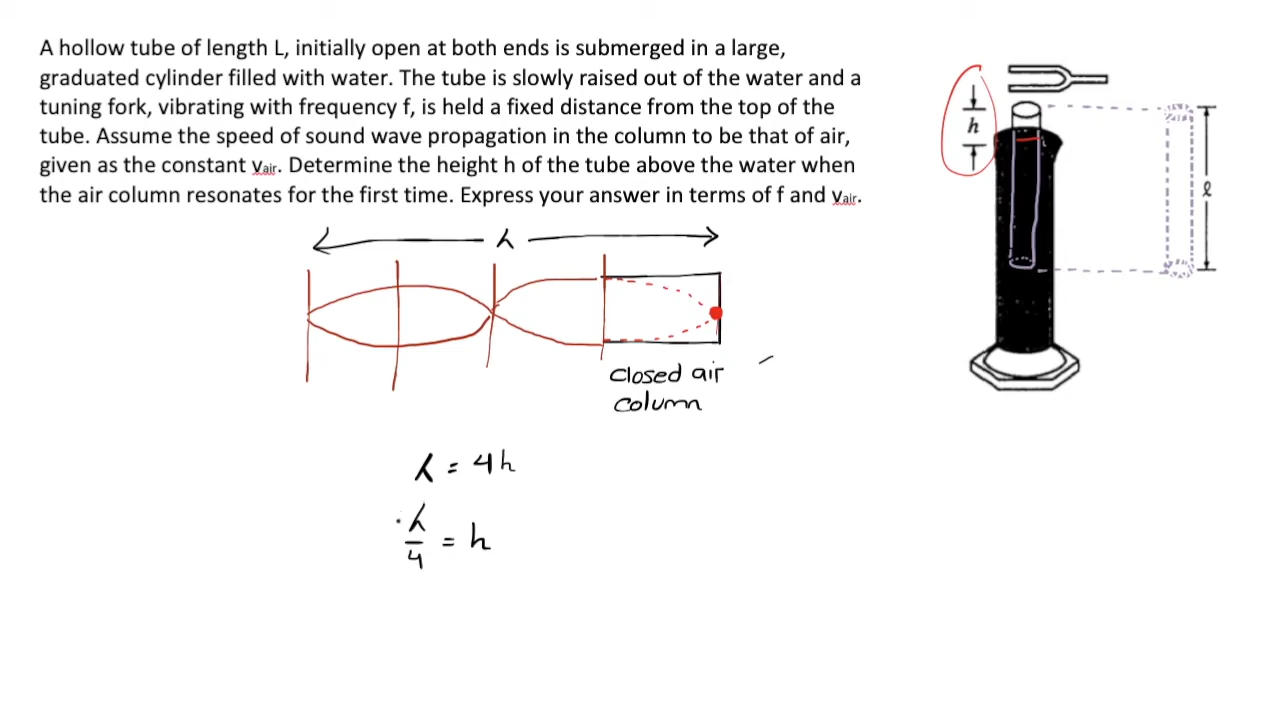 A hollow tube of length L, initially open at both ends is submerged in a large,
graduated cylinder filled with water. The tube is slowly raised out of the water and a
tuning fork, vibrating with frequency f, is held a fixed distance from the top of the
tube. Assume the speed of sound wave propagation in the column to be that of air,
given as the constant vair. Determine the height h of the tube above the water when
the air column resonates for the first time. Express your answer in terms of f and vair.
h
ℓ
λ
closed air
column
λ = 4h
λ/4 = h